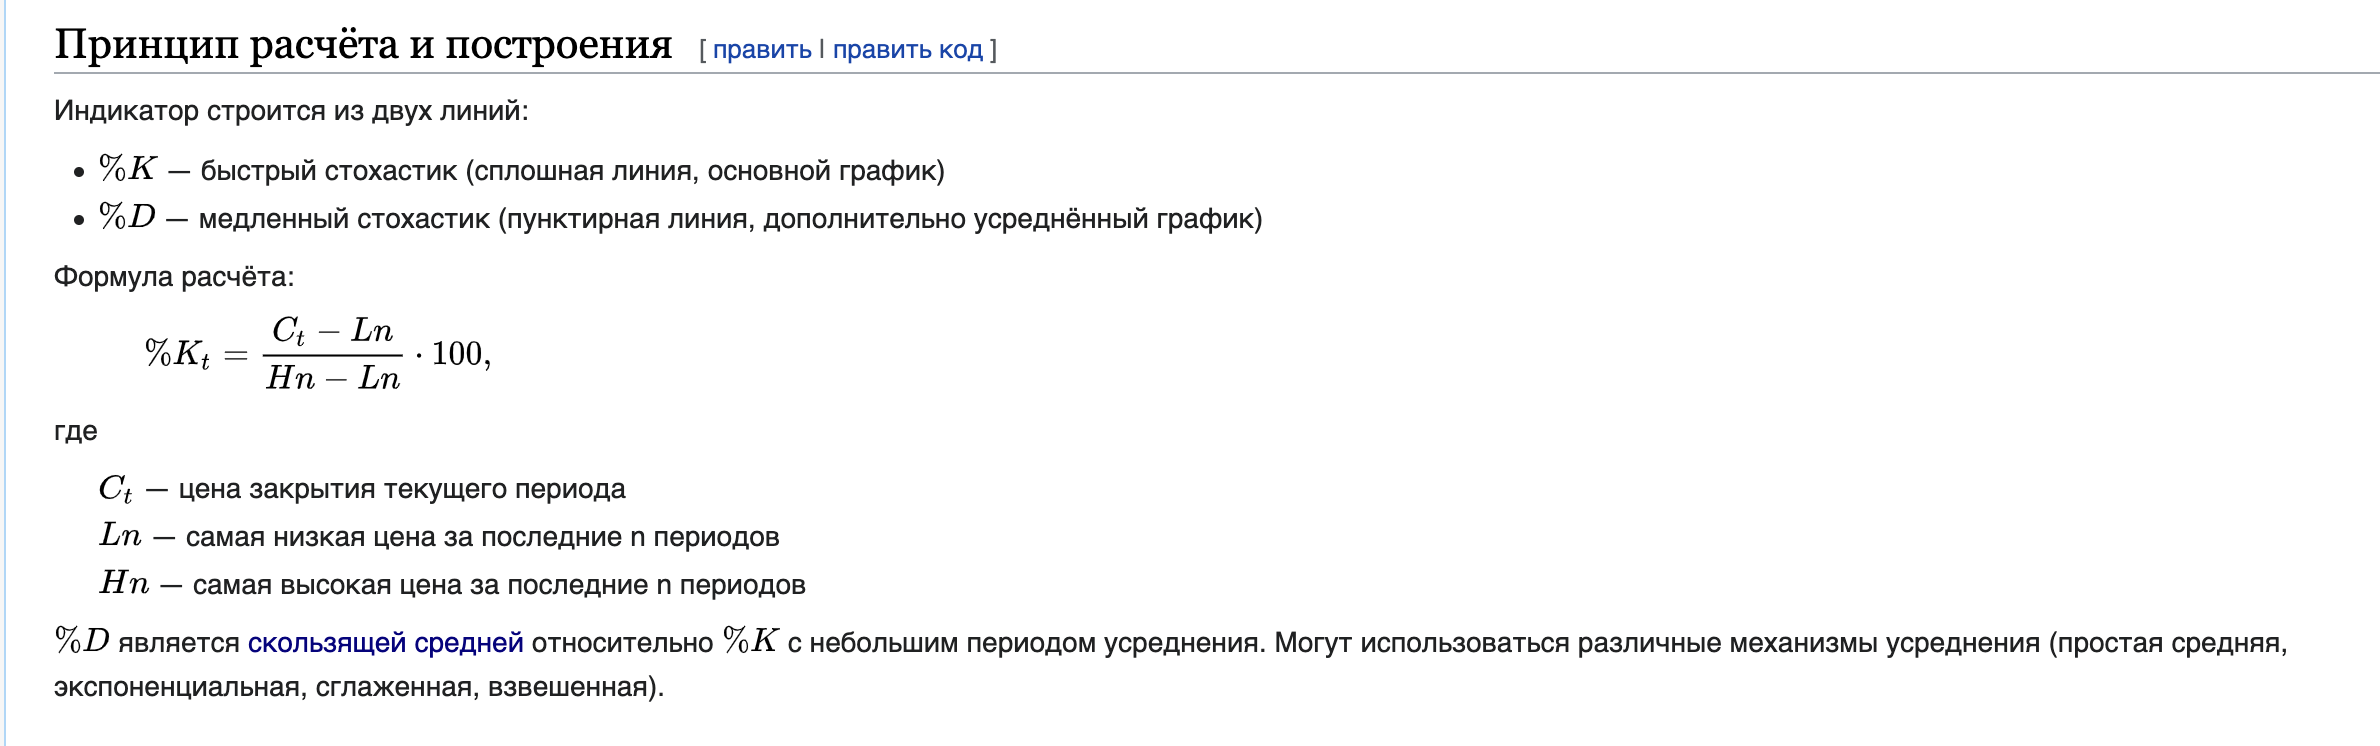 Принцип расчёта и построения [ править | править код ]
Индикатор строится из двух линий:
• %K — быстрый стохастик (сплошная линия, основной график)
• %D — медленный стохастик (пунктирная линия, дополнительно усреднённый график)
Формула расчёта:
%K_t = \frac{C_t - Ln}{Hn - Ln} · 100,
где
C_t — цена закрытия текущего периода
Ln — самая низкая цена за последние n периодов
Hn — самая высокая цена за последние n периодов
%D является скользящей средней относительно %K с небольшим периодом усреднения. Могут использоваться различные механизмы усреднения (простая средняя,
экспоненциальная, сглаженная, взвешенная).